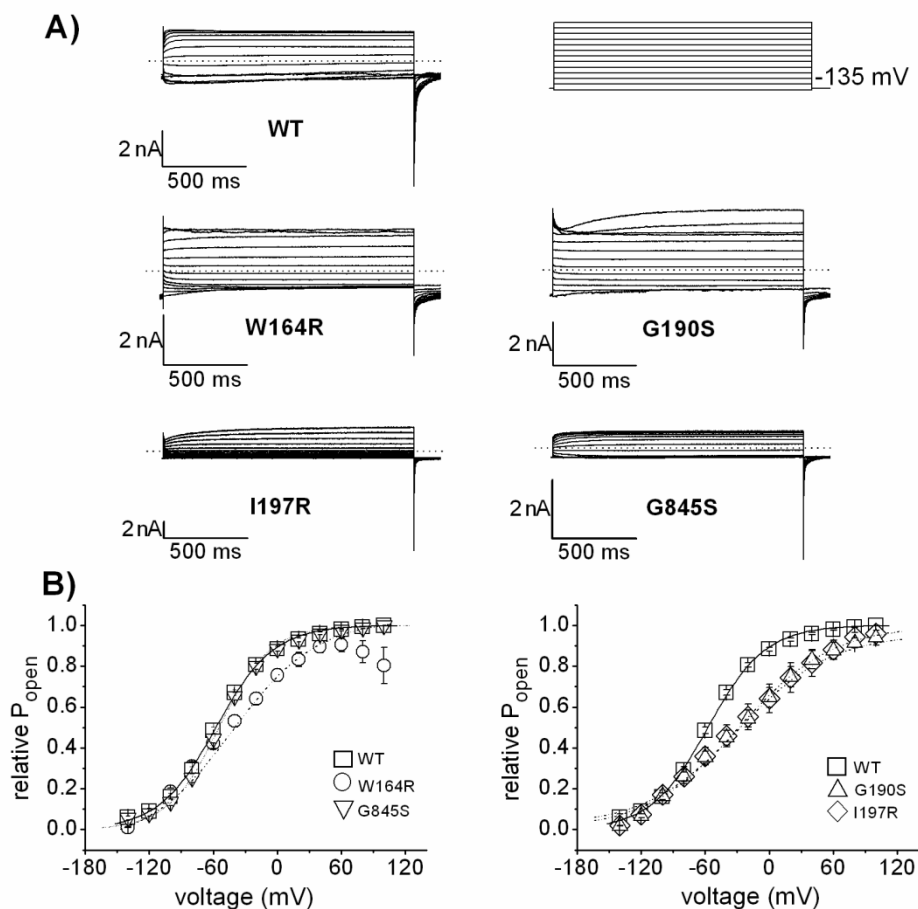 A)
-135 mV
WT
2 nA
500 ms
W164R
2 nA
500 ms
G190S
2 nA
500 ms
I197R
2 nA
500 ms
G845S
2 nA
500 ms
B)
relative Popen
1.0
0.8
0.6
0.4
0.2
0.0
-180 -120 -60 0 60 120
voltage (mV)
WT
W164R
G845S
relative Popen
1.0
0.8
0.6
0.4
0.2
0.0
-180 -120 -60 0 60 120
voltage (mV)
WT
G190S
I197R